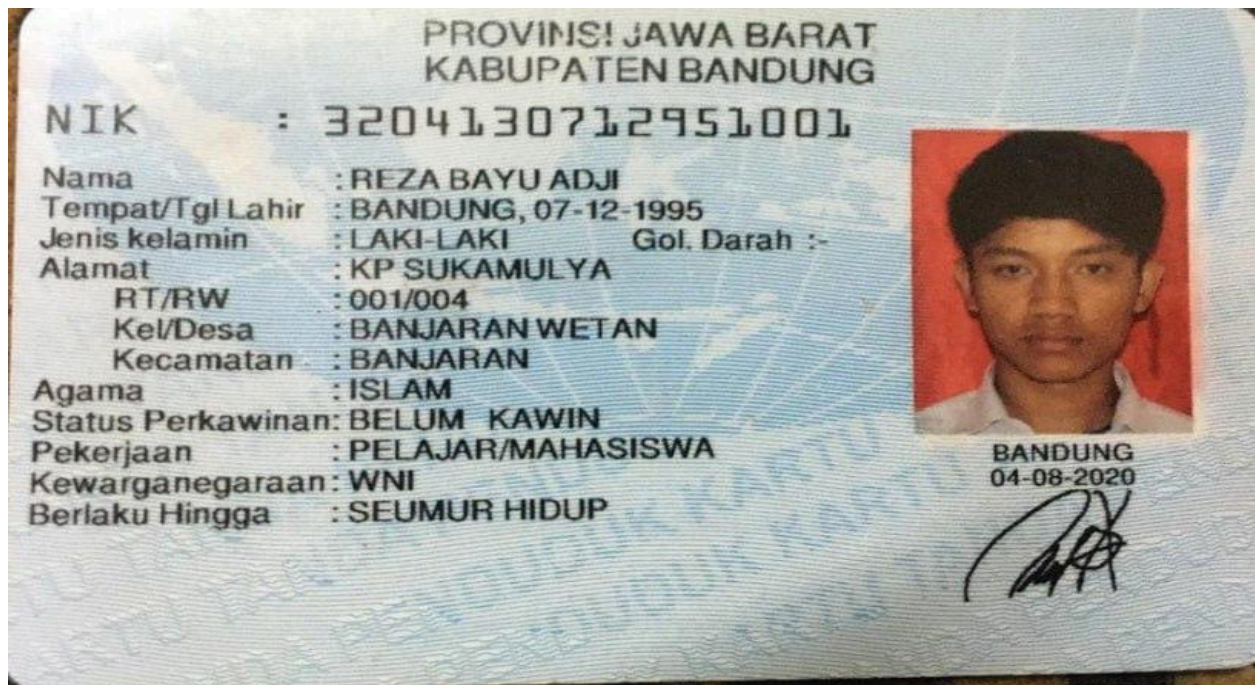 PROVINSI JAWA BARAT
KABUPATEN BANDUNG
NIK : 3204130712951001
Nama : REZA BAYU ADJI
Tempat/Tgl Lahir : BANDUNG, 07-12-1995
Jenis kelamin : LAKI-LAKI Gol. Darah :-
Alamat : KP SUKAMULYA
RT/RW : 001/004
Kel/Desa : BANJARAN WETAN
Kecamatan : BANJARAN
Agama : ISLAM
Status Perkawinan: BELUM KAWIN
Pekerjaan : PELAJAR/MAHASISWA
Kewarganegaraan: WNI
Berlaku Hingga : SEUMUR HIDUP
BANDUNG
04-08-2020